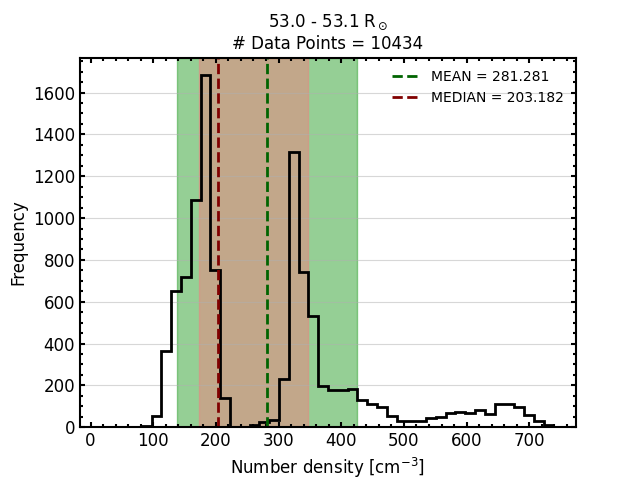 53.0 - 53.1 R⊙
# Data Points = 10434
MEAN = 281.281
MEDIAN = 203.182
Frequency
1600
1400
1200
1000
800
600
400
200
0
0 100 200 300 400 500 600 700
Number density [cm⁻³]